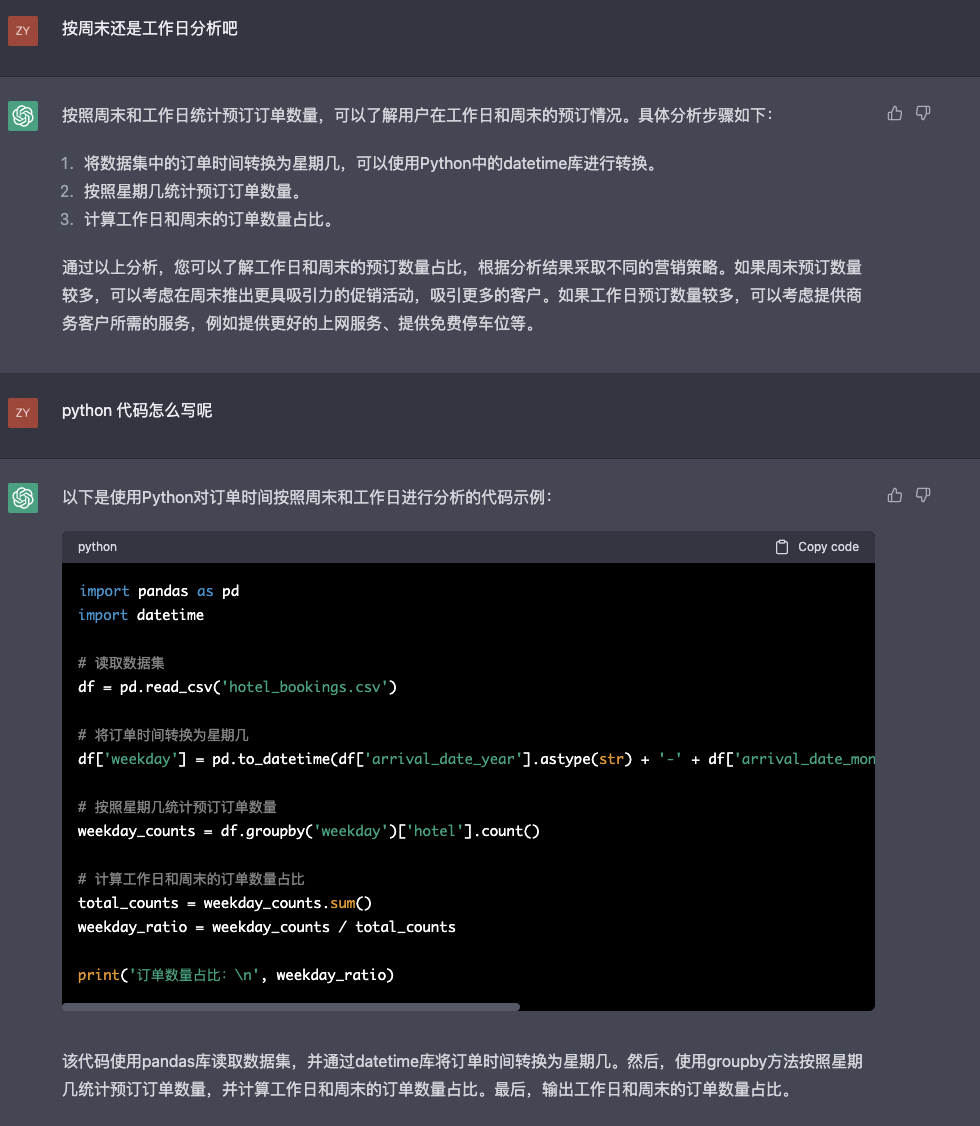 ZY
按周末还是工作日分析吧
按照周末和工作日统计预订订单数量，可以了解用户在工作日和周末的预订情况。具体分析步骤如下：
1. 将数据集中的订单时间转换为星期几，可以使用Python中的datetime库进行转换。
2. 按照星期几统计预订订单数量。
3. 计算工作日和周末的订单数量占比。
通过以上分析，您可以了解工作日和周末的预订数量占比，根据分析结果采取不同的营销策略。如果周末预订数量
较多，可以考虑在周末推出更具吸引力的促销活动，吸引更多的客户。如果工作日预订数量较多，可以考虑提供商
务客户所需的服务，例如提供更好的上网服务、提供免费停车位等。
ZY
python 代码怎么写呢
以下是使用Python对订单时间按照周末和工作日进行分析的代码示例：
python
Copy code
import pandas as pd
import datetime
# 读取数据集
df = pd.read_csv('hotel_bookings.csv')
# 将订单时间转换为星期几
df['weekday'] = pd.to_datetime(df['arrival_date_year'].astype(str) + '-' + df['arrival_date_mon
# 按照星期几统计预订订单数量
weekday_counts = df.groupby('weekday')['hotel'].count()
# 计算工作日和周末的订单数量占比
total_counts = weekday_counts.sum()
weekday_ratio = weekday_counts / total_counts
print('订单数量占比：\n', weekday_ratio)
该代码使用pandas库读取数据集，并通过datetime库将订单时间转换为星期几。然后，使用groupby方法按照星期
几统计预订订单数量，并计算工作日和周末的订单数量占比。最后，输出工作日和周末的订单数量占比。